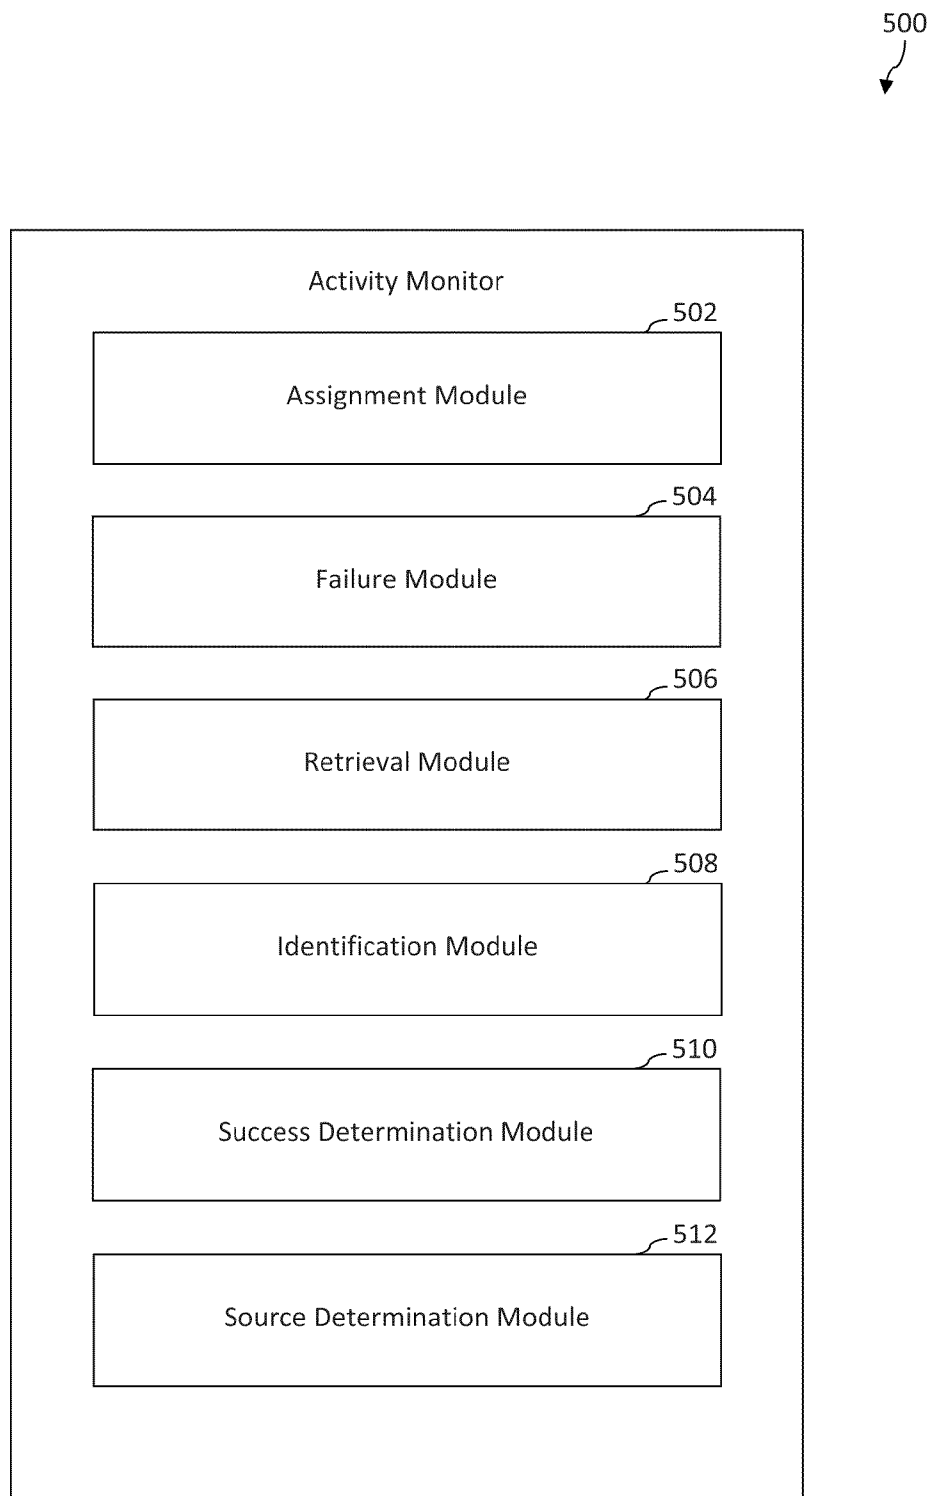 500
Activity Monitor
502
Assignment Module
504
Failure Module
506
Retrieval Module
508
Identification Module
510
Success Determination Module
512
Source Determination Module